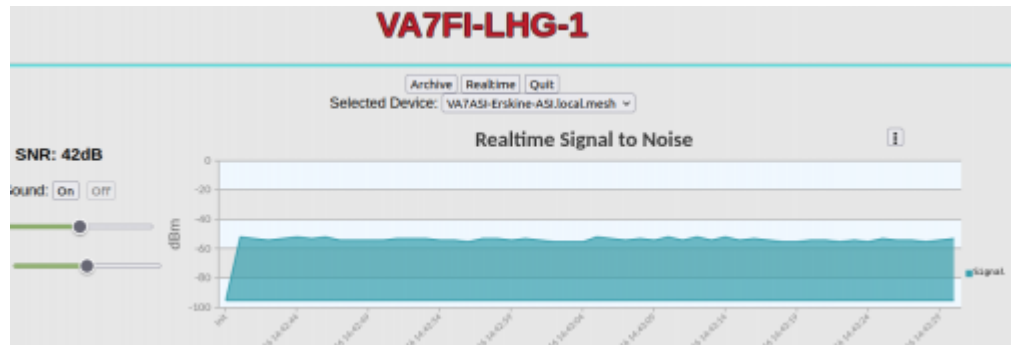 VA7FI-LHG-1
Archive Realtime Quit
Selected Device: VA7ASI-Erskine-ASI.local.mesh
Realtime Signal to Noise
SNR: 42dB
ound: On Off
dBm
0
-20
-40
-60
-80
-100
Signal
Init